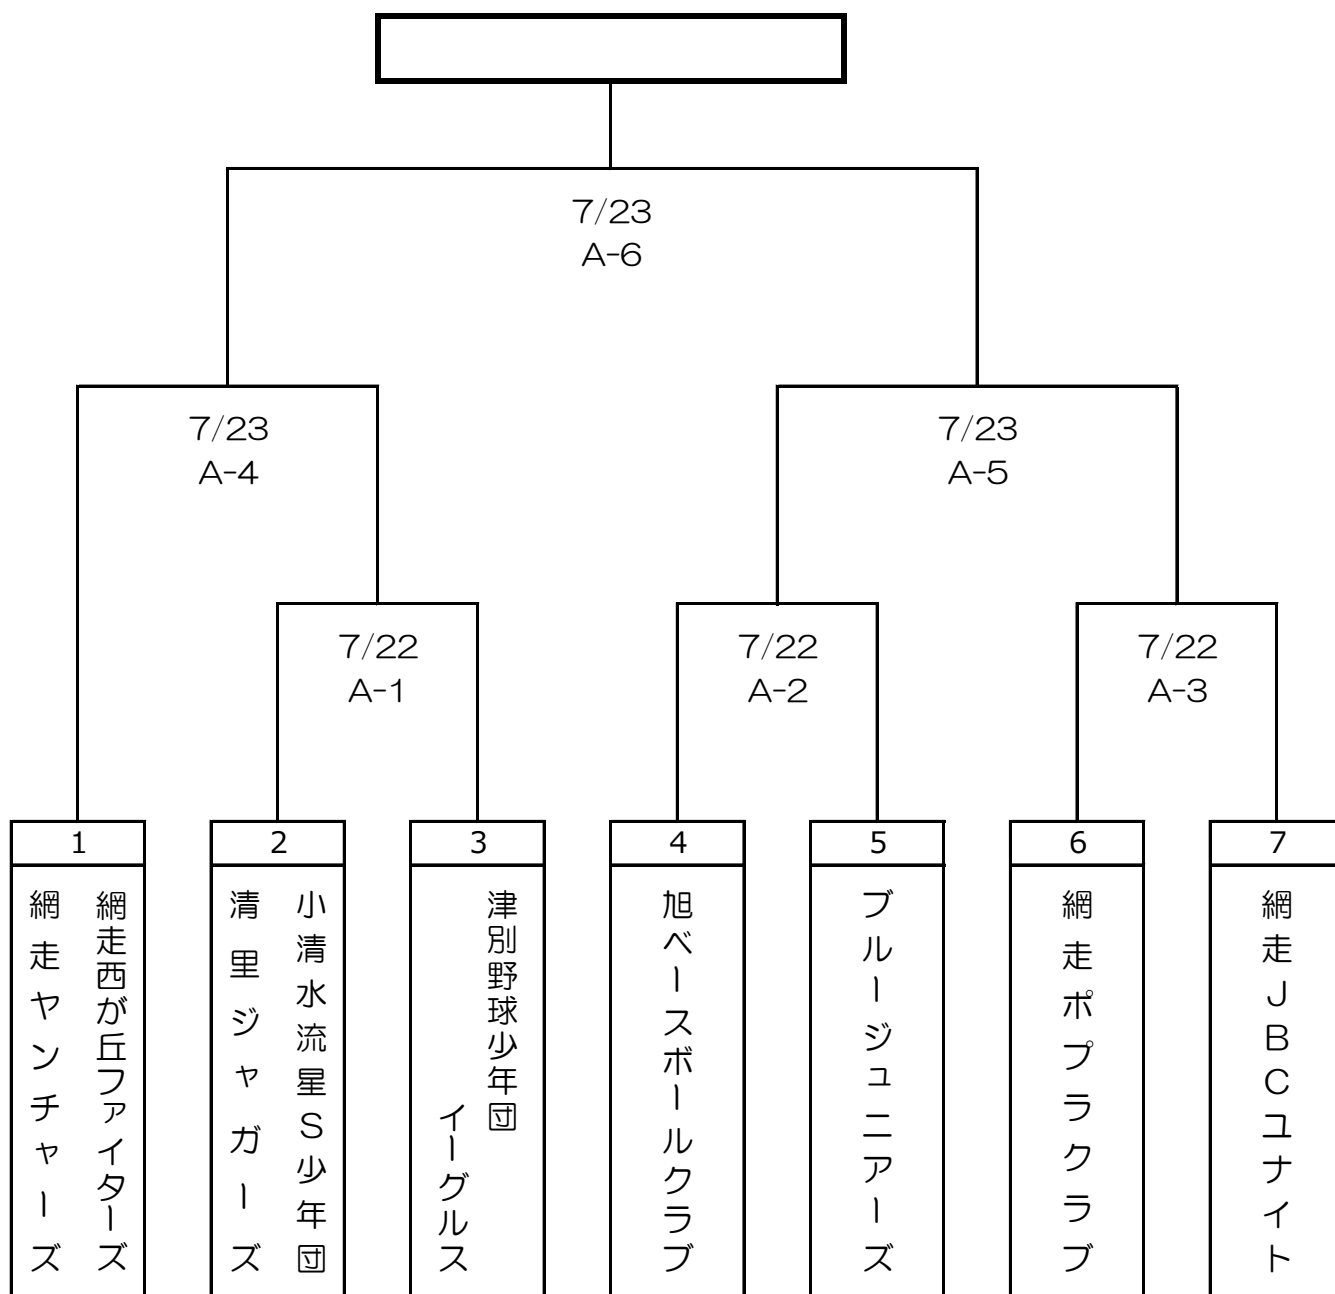 7/23
A-6
7/23
A-4
7/23
A-5
7/22
A-1
7/22
A-2
7/22
A-3
1
2
3
4
5
6
7
網走西が丘ファイターズ
網走ヤンチャーズ
小清水流星S少年団
清里ジャガーズ
津別野球少年団
イーグルス
旭ベースボールクラブ
ブルージュニアーズ
網走ポプラクラブ
網走JBCユナイト